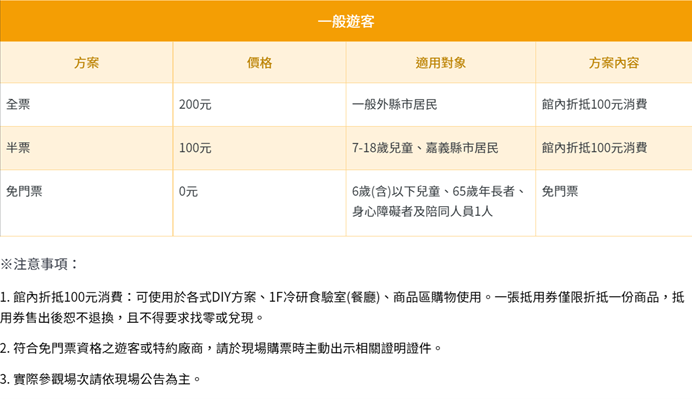 一般遊客
方案 價格 適用對象 方案內容
全票 200元 一般外縣市居民 館內折抵100元消費
半票 100元 7-18歲兒童、嘉義縣市居民 館內折抵100元消費
免門票 0元 6歲(含)以下兒童、65歲年長者、 免門票
身心障礙者及陪同人員1人
※注意事項：
1. 館內折抵100元消費：可使用於各式DIY方案、1F冷研食驗室(餐廳)、商品區購物使用。一張抵用券僅限折抵一份商品，抵
用券售出後恕不退換，且不得要求找零或兌現。
2. 符合免門票資格之遊客或特約廠商，請於現場購票時主動出示相關證明證件。
3. 實際參觀場次請依現場公告為主。